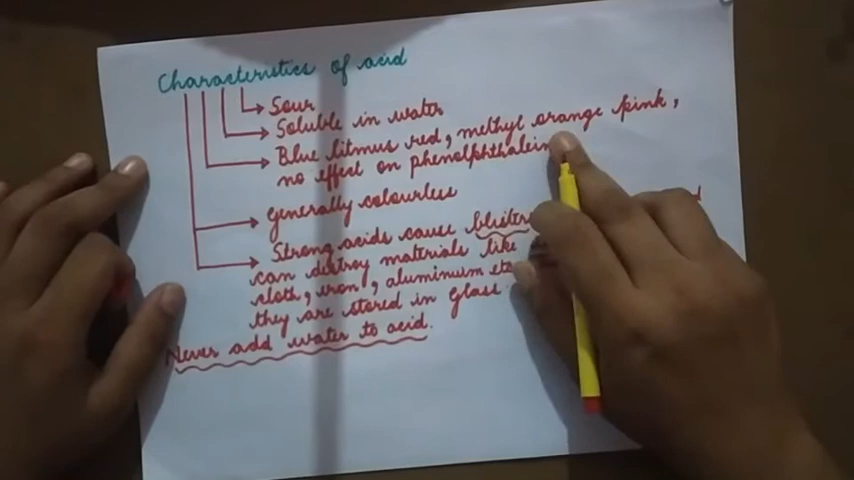 Characteristics of acid
Sour
Soluble in water
Blue litmus red, methyl orange pink,
no effect on phenolphthalein
generally colourless
Strong acids cause
can destroy materials like
cloth, iron, aluminum
they are stored in glass.
Never add water to acid.